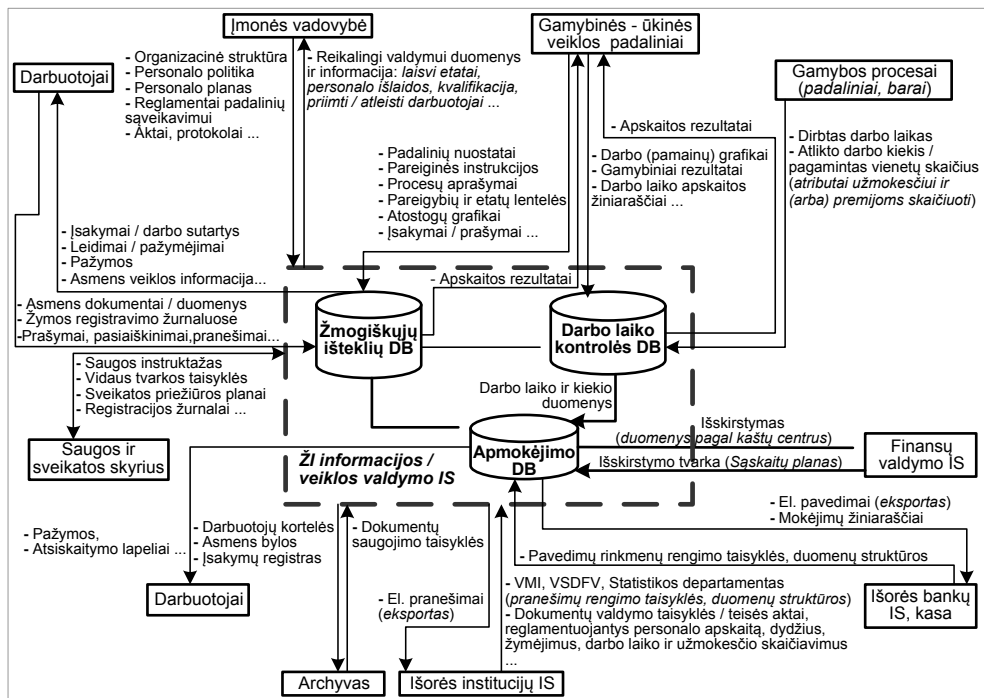 Įmonės vadovybė
Gamybinės - ūkinės
veiklos padaliniai
Darbuotojai
- Organizacinė struktūra
- Personalo politika
- Personalo planas
- Reglamentai padalinių
sąveikavimui
- Aktai, protokolai ...
- Reikalingi valdymui duomenys
ir informacija: laisvi etatai,
personalo išlaidos, kvalifikacija,
priimti / atleisti darbuotojai ...
Gamybos procesai
(padaliniai, barai)
- Apskaitos rezultatai
- Dirbtas darbo laikas
- Atlikto darbo kiekis /
pagamintas vienetų skaičius
(atributai užmokesčiui ir
(arba) premijoms skaičiuoti)
- Padalinių nuostatai
- Pareiginės instrukcijos
- Procesų aprašymai
- Pareigybių ir etatų lentelės
- Atostogų grafikai
- Įsakymai / prašymai ...
- Darbo (pamainų) grafikai
- Gamybiniai rezultatai
- Darbo laiko apskaitos
žiniaraščiai ...
- Įsakymai / darbo sutartys
- Leidimai / pažymėjimai
- Pažymos
- Asmens veiklos informacija...
- Apskaitos rezultatai
- Asmens dokumentai / duomenys
- Žymos registravimo žurnaluose
-Prašymai, pasiaiškinimai,pranešimai...
Žmogiškųjų
išteklių DB
Darbo laiko
kontrolės DB
- Saugos instruktažas
- Vidaus tvarkos taisyklės
- Sveikatos priežiūros planai
- Registracijos žurnalai ...
Darbo laiko ir kiekio
duomenys
Saugos ir
sveikatos skyrius
ŽI informacijos /
veiklos valdymo IS
Apmokėjimo
DB
Išskirstymas
(duomenys pagal kaštų centrus)
Išskirstymo tvarka (Sąskaitų planas)
Finansų
valdymo IS
- El. pavedimai (eksportas)
- Mokėjimų žiniaraščiai
- Pažymos,
- Atsiskaitymo lapeliai ...
- Darbuotojų kortelės
- Asmens bylos
- Įsakymų registras
- Dokumentų
saugojimo taisyklės
- Pavedimų rinkmenų rengimo taisyklės, duomenų struktūros
Darbuotojai
- El. pranešimai
(eksportas)
- VMI, VSDFV, Statistikos departamentas
(pranešimų rengimo taisyklės, duomenų struktūros)
- Dokumentų valdymo taisyklės / teisės aktai,
reglamentuojantys personalo apskaitą, dydžius,
žymėjimus, darbo laiko ir užmokesčio skaičiavimus
...
Išorės bankų
IS, kasa
Archyvas
Išorės institucijų IS